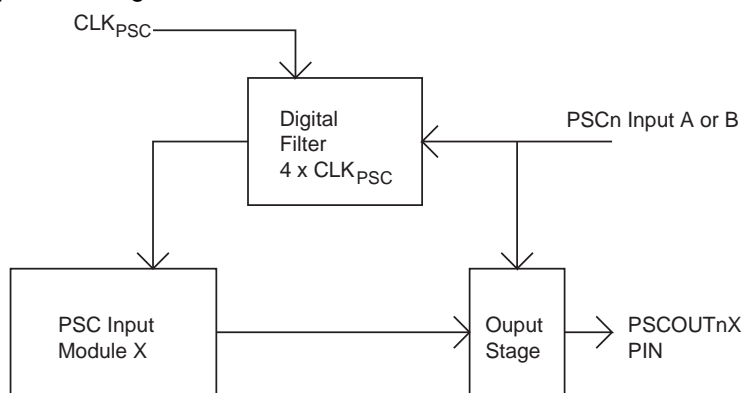 CLKPSC
Digital
Filter
4 x CLKPSC
PSCn Input A or B
PSC Input
Module X
Ouput
Stage
PSCOUTnX
PIN